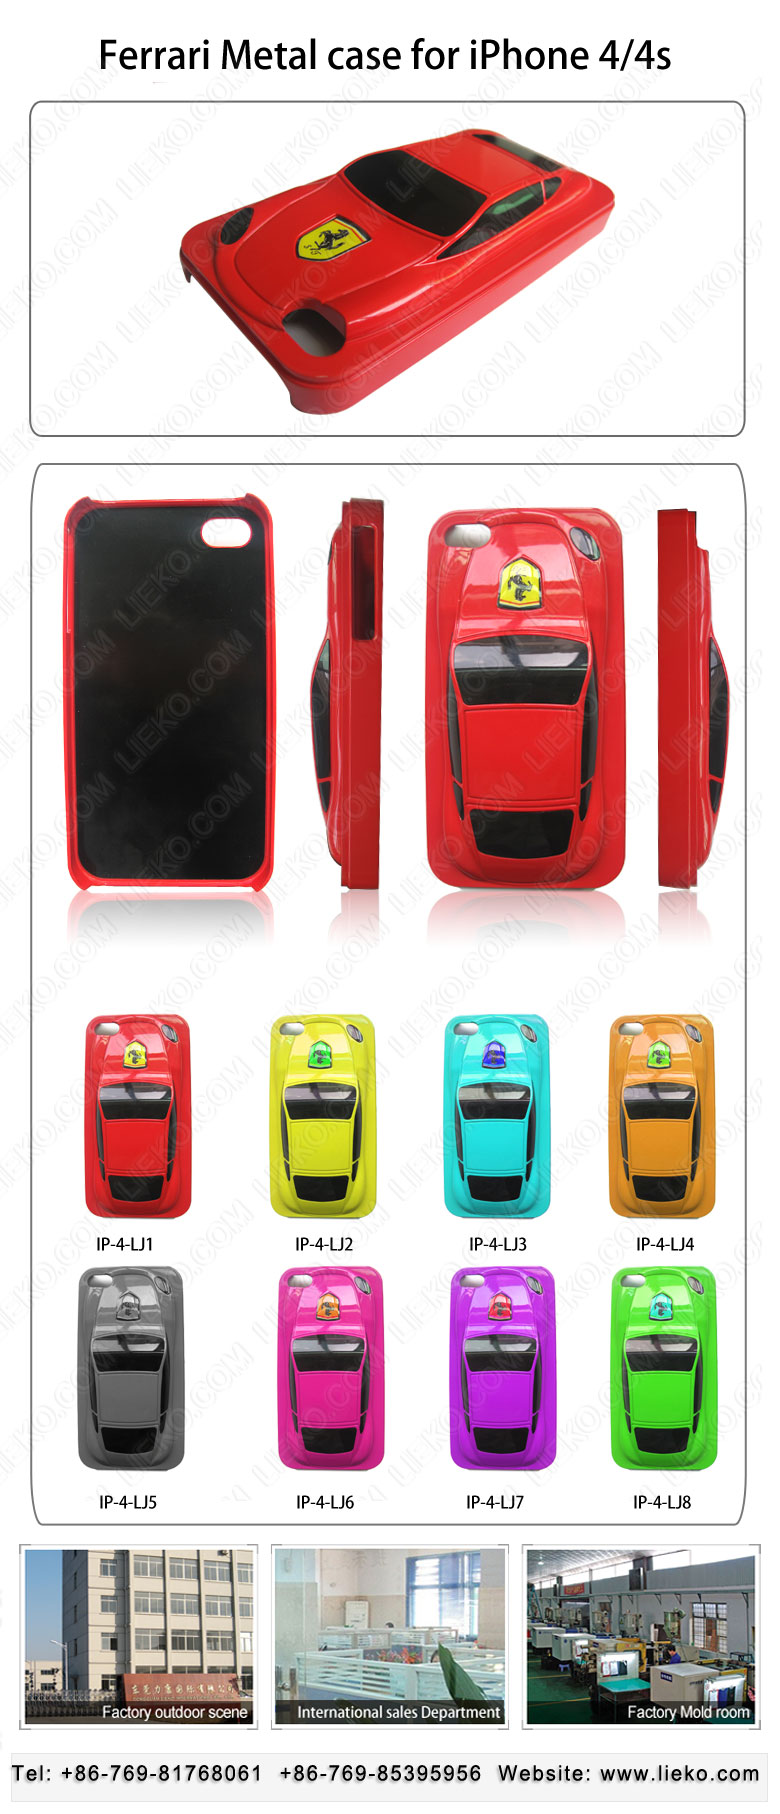 Ferrari Metal case for iPhone 4/4s
LIEKO.COM
IP-4-LJ1 IP-4-LJ2 IP-4-LJ3 IP-4-LJ4
IP-4-LJ5 IP-4-LJ6 IP-4-LJ7 IP-4-LJ8
Factory outdoor scene
International sales Department
Factory Mold room
Tel: +86-769-81768061 +86-769-85395956 Website: www.lieko.com